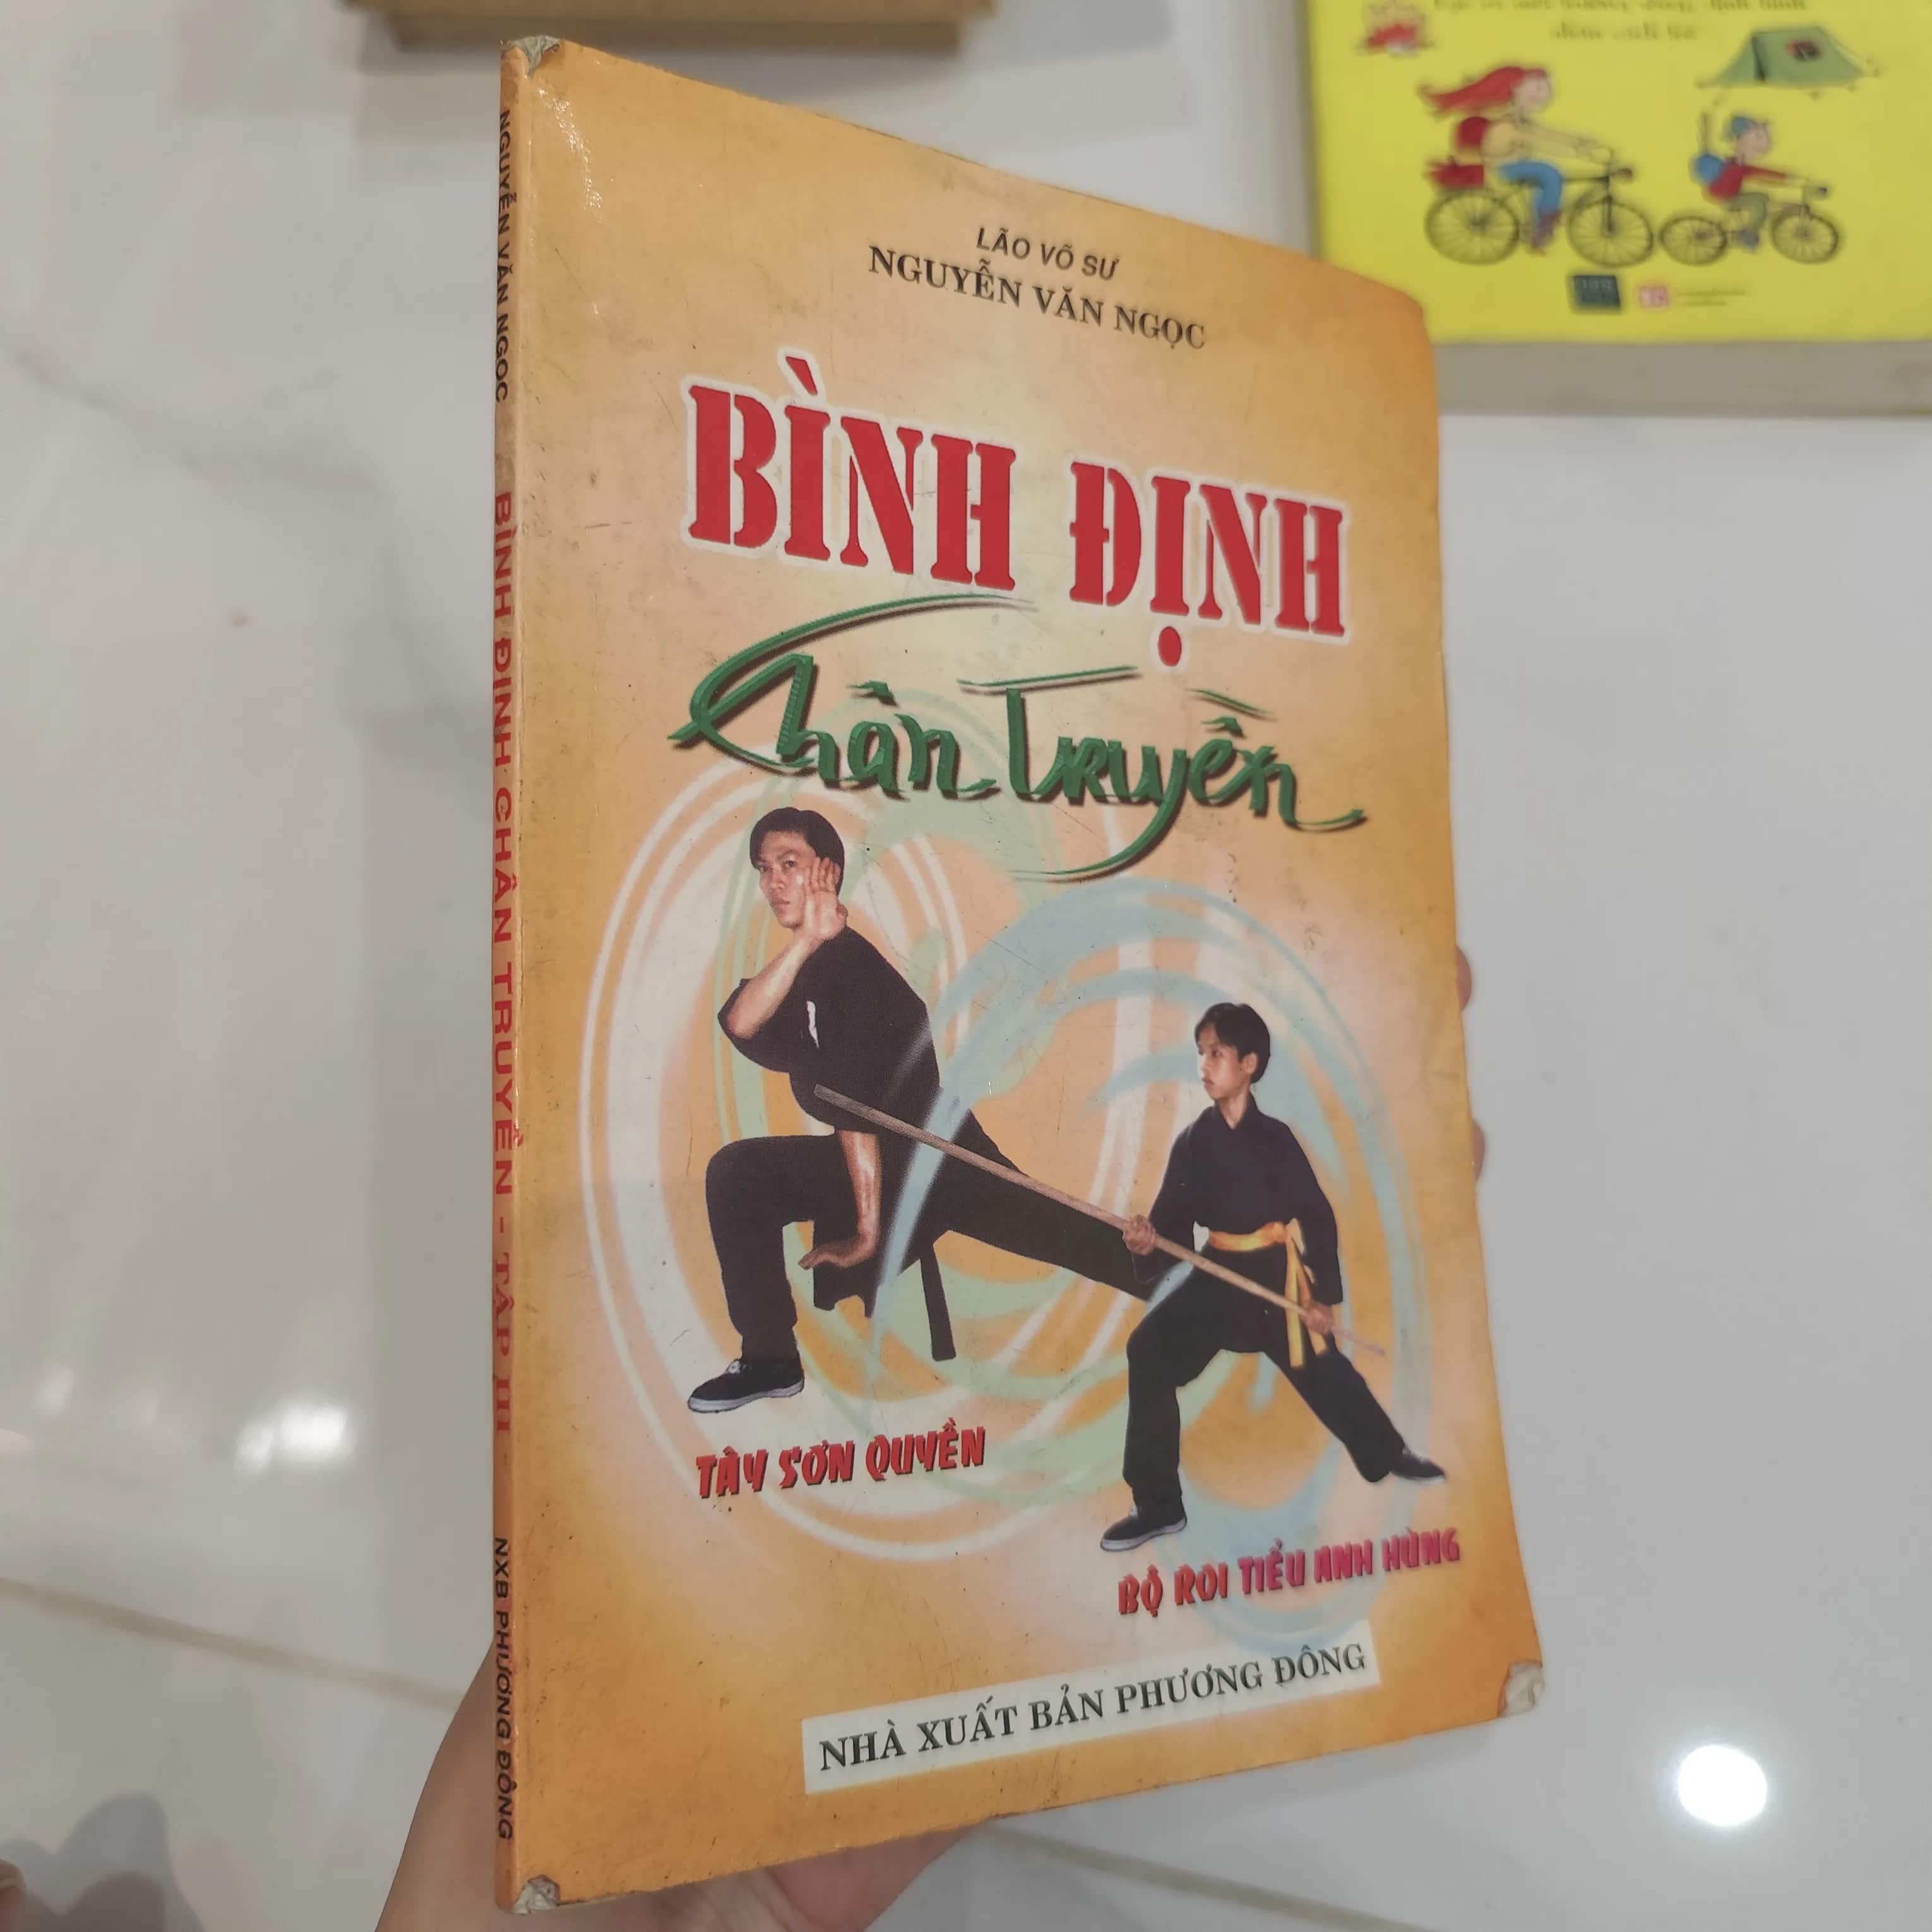 LÃO VÕ SƯ
NGUYỄN VĂN NGỌC
BÌNH ĐỊNH
Chân Truyền
TÂY SƠN QUYỀN
BỘ ROI TIỂU ANH HÙNG
NHÀ XUẤT BẢN PHƯƠNG ĐÔNG
NGUYỄN VĂN NGỌC BÌNH ĐỊNH CHÂN TRUYỀN - TẬP III - NXB PHƯƠNG ĐÔNG